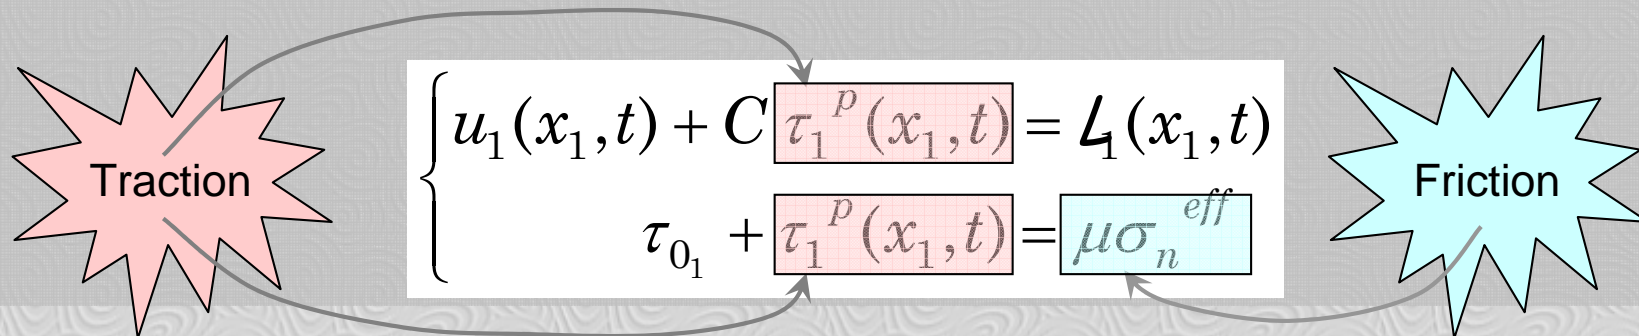 Traction
u₁(x₁,t) + C τ₁ᵖ(x₁,t) = L₁(x₁,t)
τ₀₁ + τ₁ᵖ(x₁,t) = μσₙᵉᶠᶠ
Friction